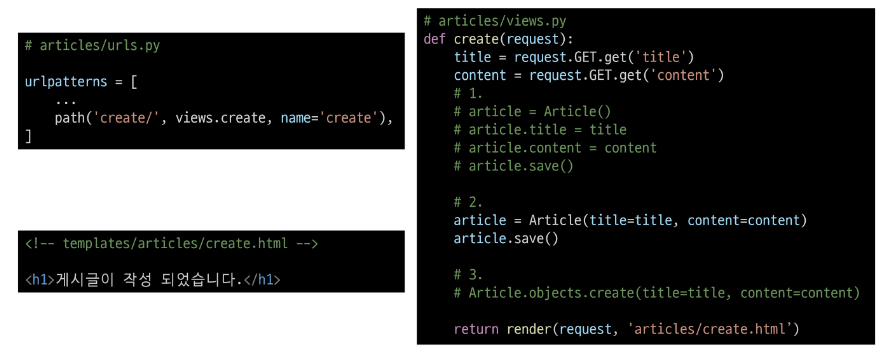 # articles/urls.py
urlpatterns = [
    ...
    path('create/', views.create, name='create'),
]
<!-- templates/articles/create.html -->
<h1>게시글이 작성 되었습니다.</h1>
# articles/views.py
def create(request):
    title = request.GET.get('title')
    content = request.GET.get('content')
    # 1.
    # article = Article()
    # article.title = title
    # article.content = content
    # article.save()
    # 2.
    article = Article(title=title, content=content)
    article.save()
    # 3.
    # Article.objects.create(title=title, content=content)
    return render(request, 'articles/create.html’)